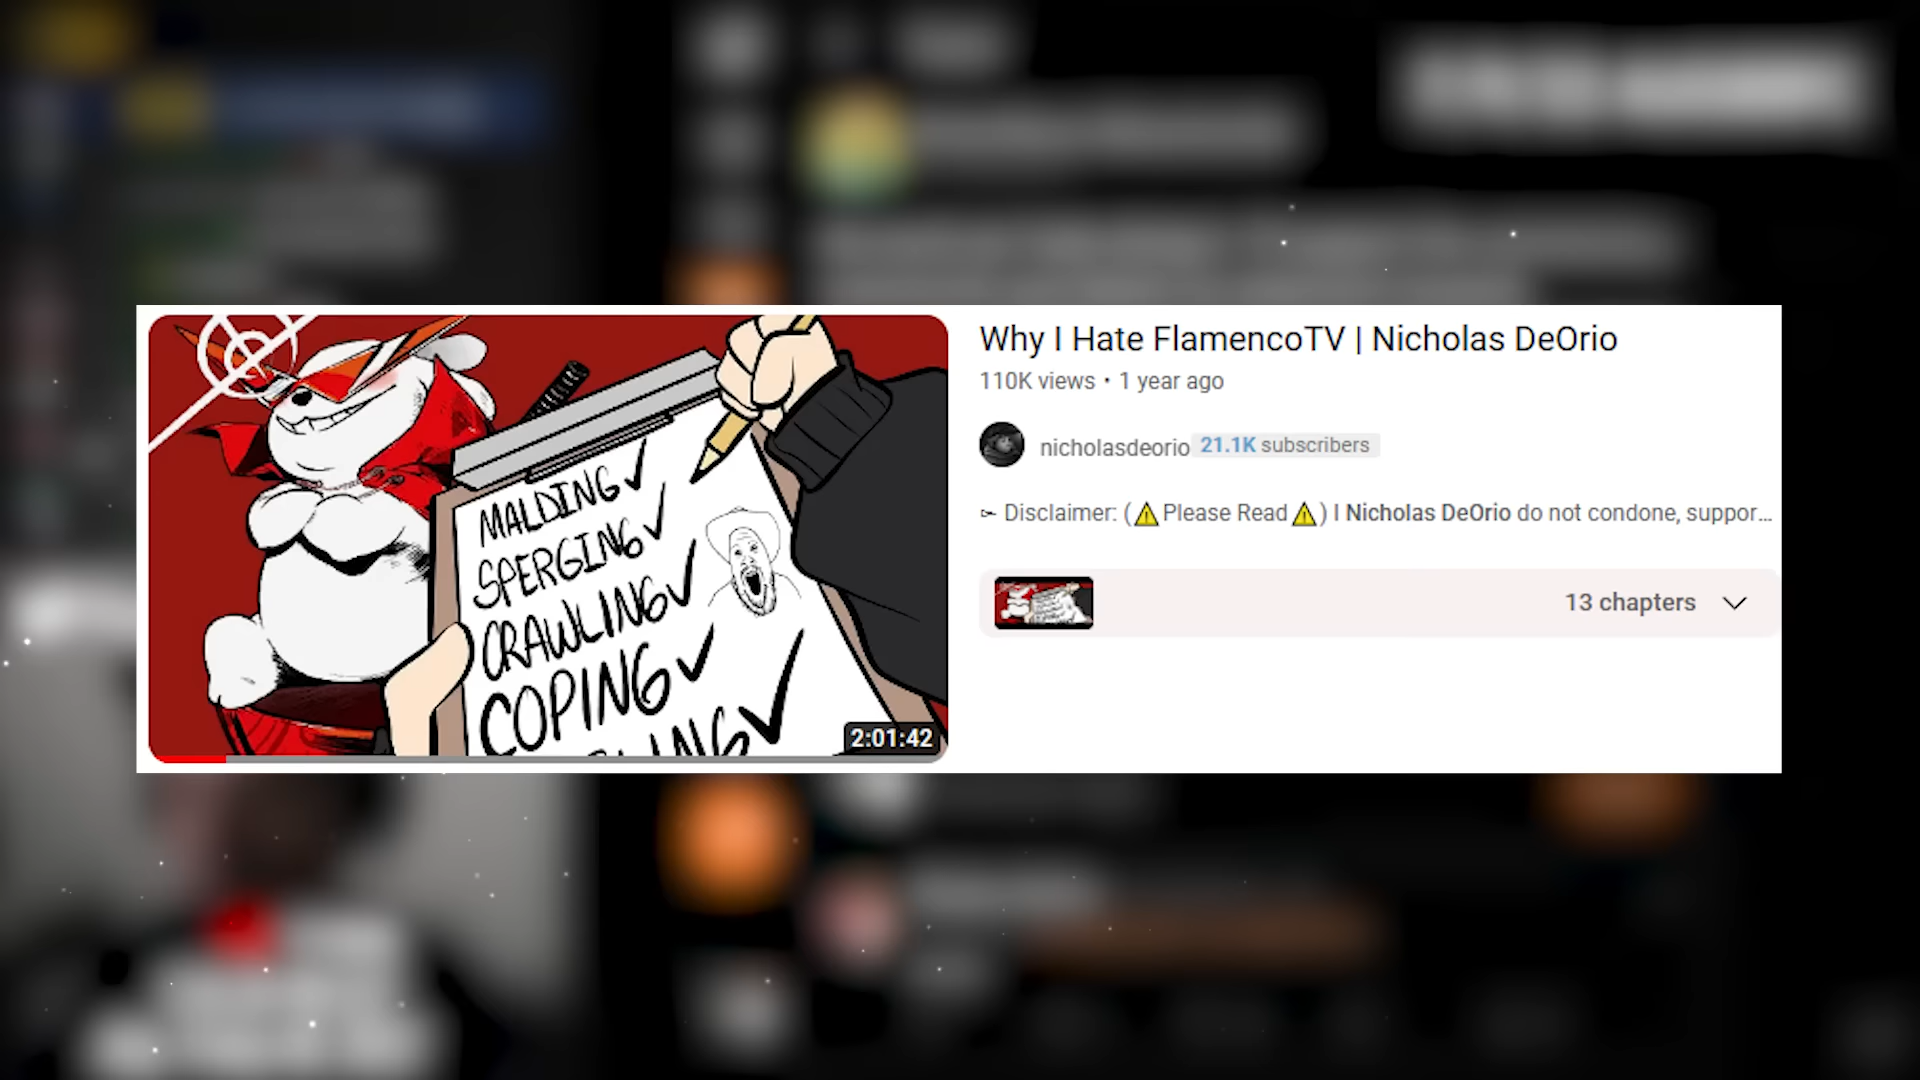 MALDING
SPERGING
CRAWLING
COPING
2:01:42
Why I Hate FlamencoTV | Nicholas DeOrio
110K views • 1 year ago
nicholasdeorio 21.1K subscribers
Disclaimer: (⚠Please Read⚠) I Nicholas DeOrio do not condone, suppor...
13 chapters